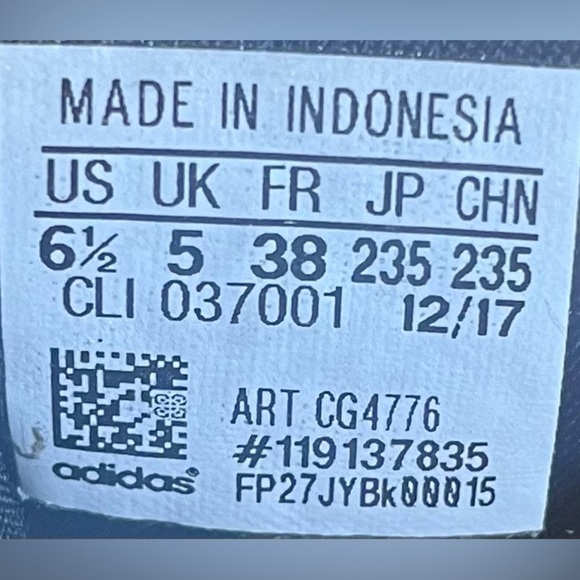 MADE IN INDONESIA
US UK FR JP CHN
6½ 5 38 235 235
CLI 037001 12/17
ART CG4776
#119137835
adidas® FP27JYBk00015